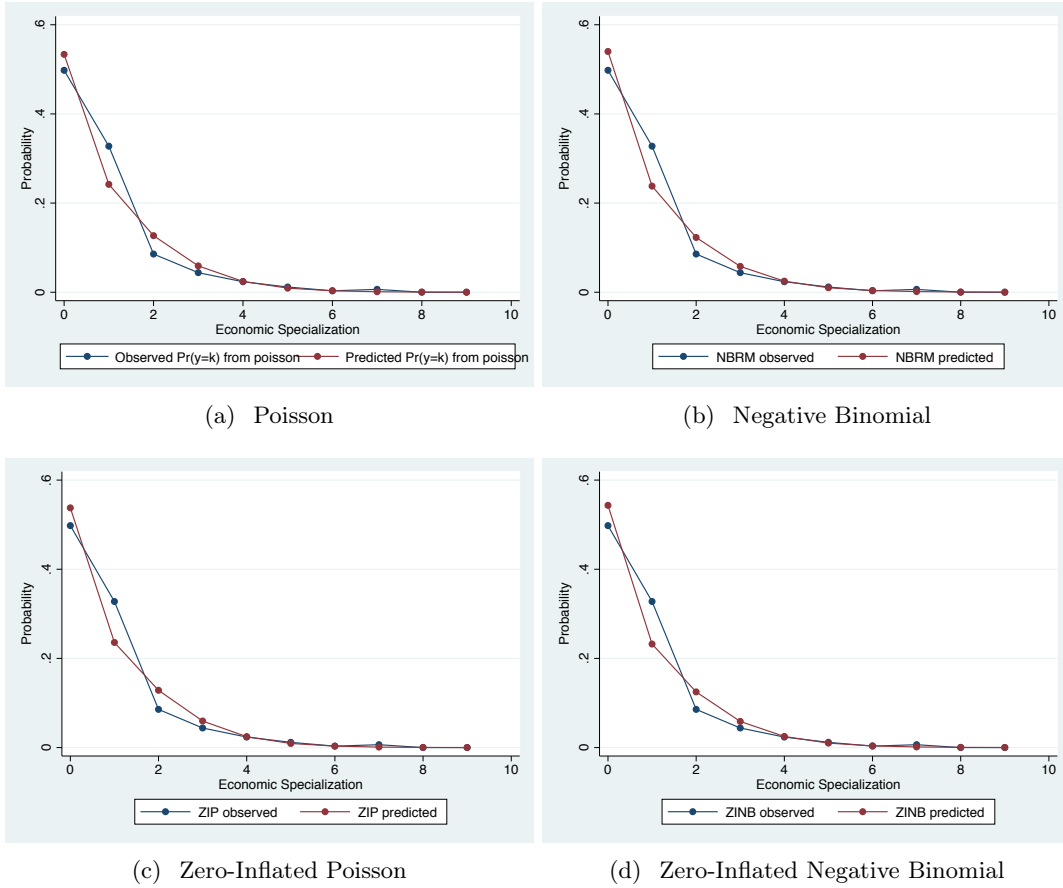 .6
.4
.2
0
Probability
0 2 4 6 8 10
Economic Specialization
Observed Pr(y=k) from poisson Predicted Pr(y=k) from poisson
(a) Poisson
.6
.4
.2
0
Probability
0 2 4 6 8 10
Economic Specialization
NBRM observed NBRM predicted
(b) Negative Binomial
.6
.4
.2
0
Probability
0 2 4 6 8 10
Economic Specialization
ZIP observed ZIP predicted
(c) Zero-Inflated Poisson
.6
.4
.2
0
Probability
0 2 4 6 8 10
Economic Specialization
ZINB observed ZINB predicted
(d) Zero-Inflated Negative Binomial